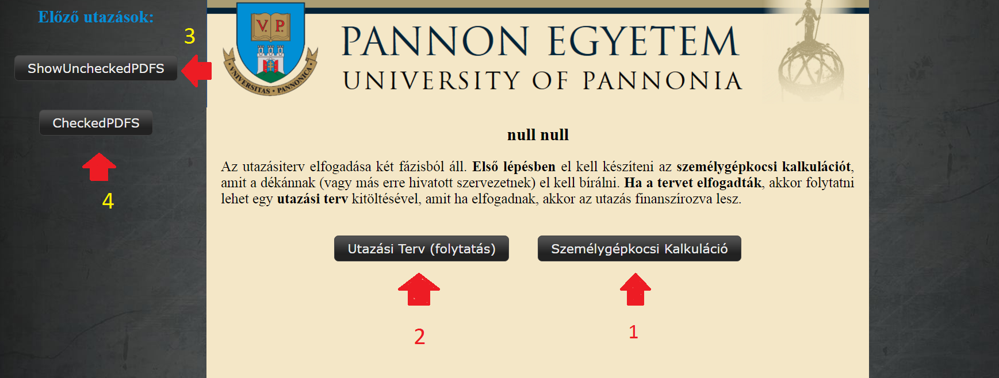 Előző utazások:
3
ShowUncheckedPDFS
CheckedPDFS
4
V. P.
VNIVERSITAS • PANNONICA
PANNON EGYETEM
UNIVERSITY OF PANNONIA
null null
Az utazásiterv elfogadása két fázisból áll. Első lépésben el kell készíteni az személygépkocsi kalkulációt,
amit a dékánnak (vagy más erre hivatott szervezetnek) el kell bírálni. Ha a tervet elfogadták, akkor folytatni
lehet egy utazási terv kitöltésével, amit ha elfogadnak, akkor az utazás finanszírozva lesz.
Utazási Terv (folytatás)
Személygépkocsi Kalkuláció
2
1